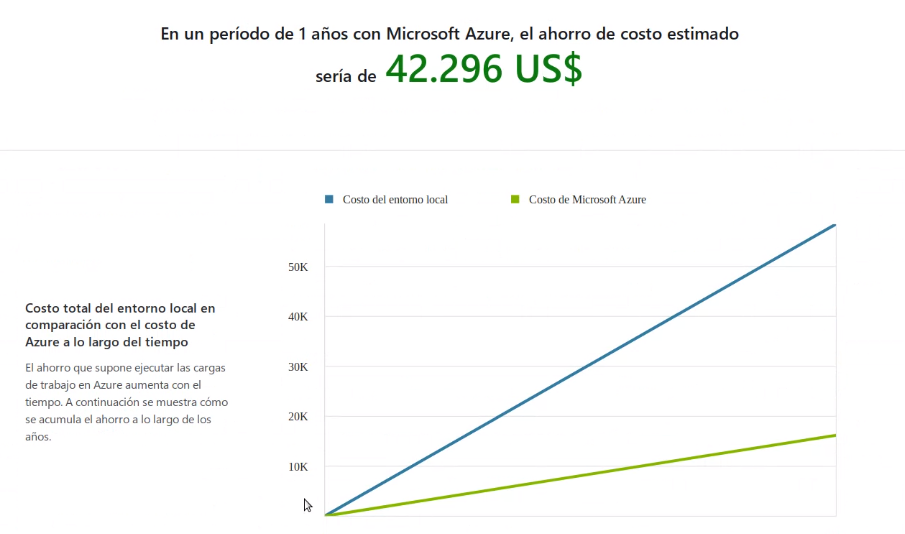 En un período de 1 años con Microsoft Azure, el ahorro de costo estimado
sería de 42.296 US$
Costo del entorno local
Costo de Microsoft Azure
50K
40K
30K
20K
10K
Costo total del entorno local en
comparación con el costo de
Azure a lo largo del tiempo
El ahorro que supone ejecutar las cargas
de trabajo en Azure aumenta con el
tiempo. A continuación se muestra cómo
se acumula el ahorro a lo largo de los
años.